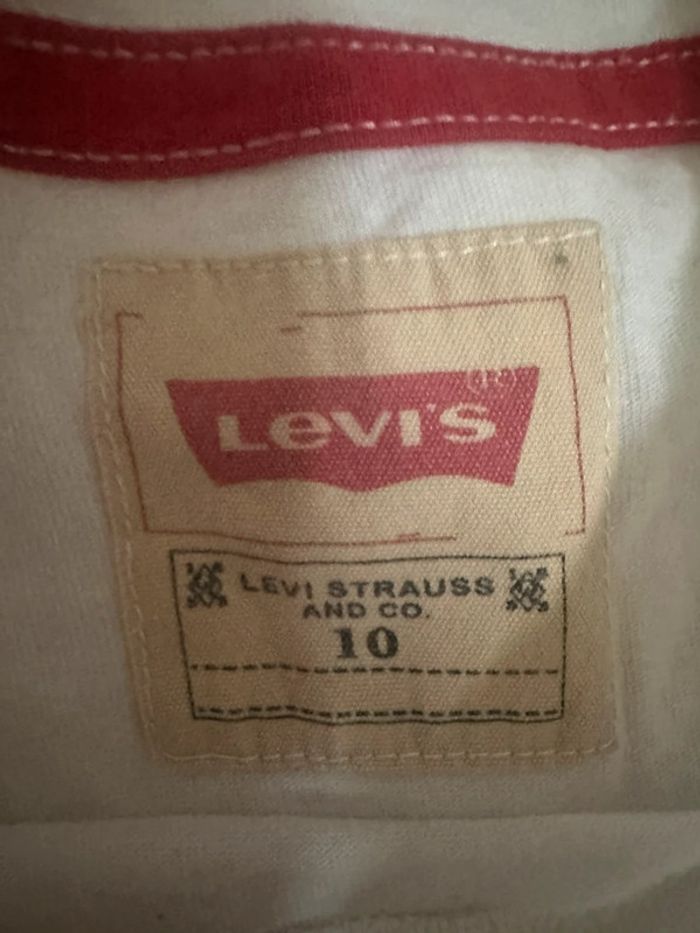 LEVI'S ®
LEVI STRAUSS
AND CO.
10